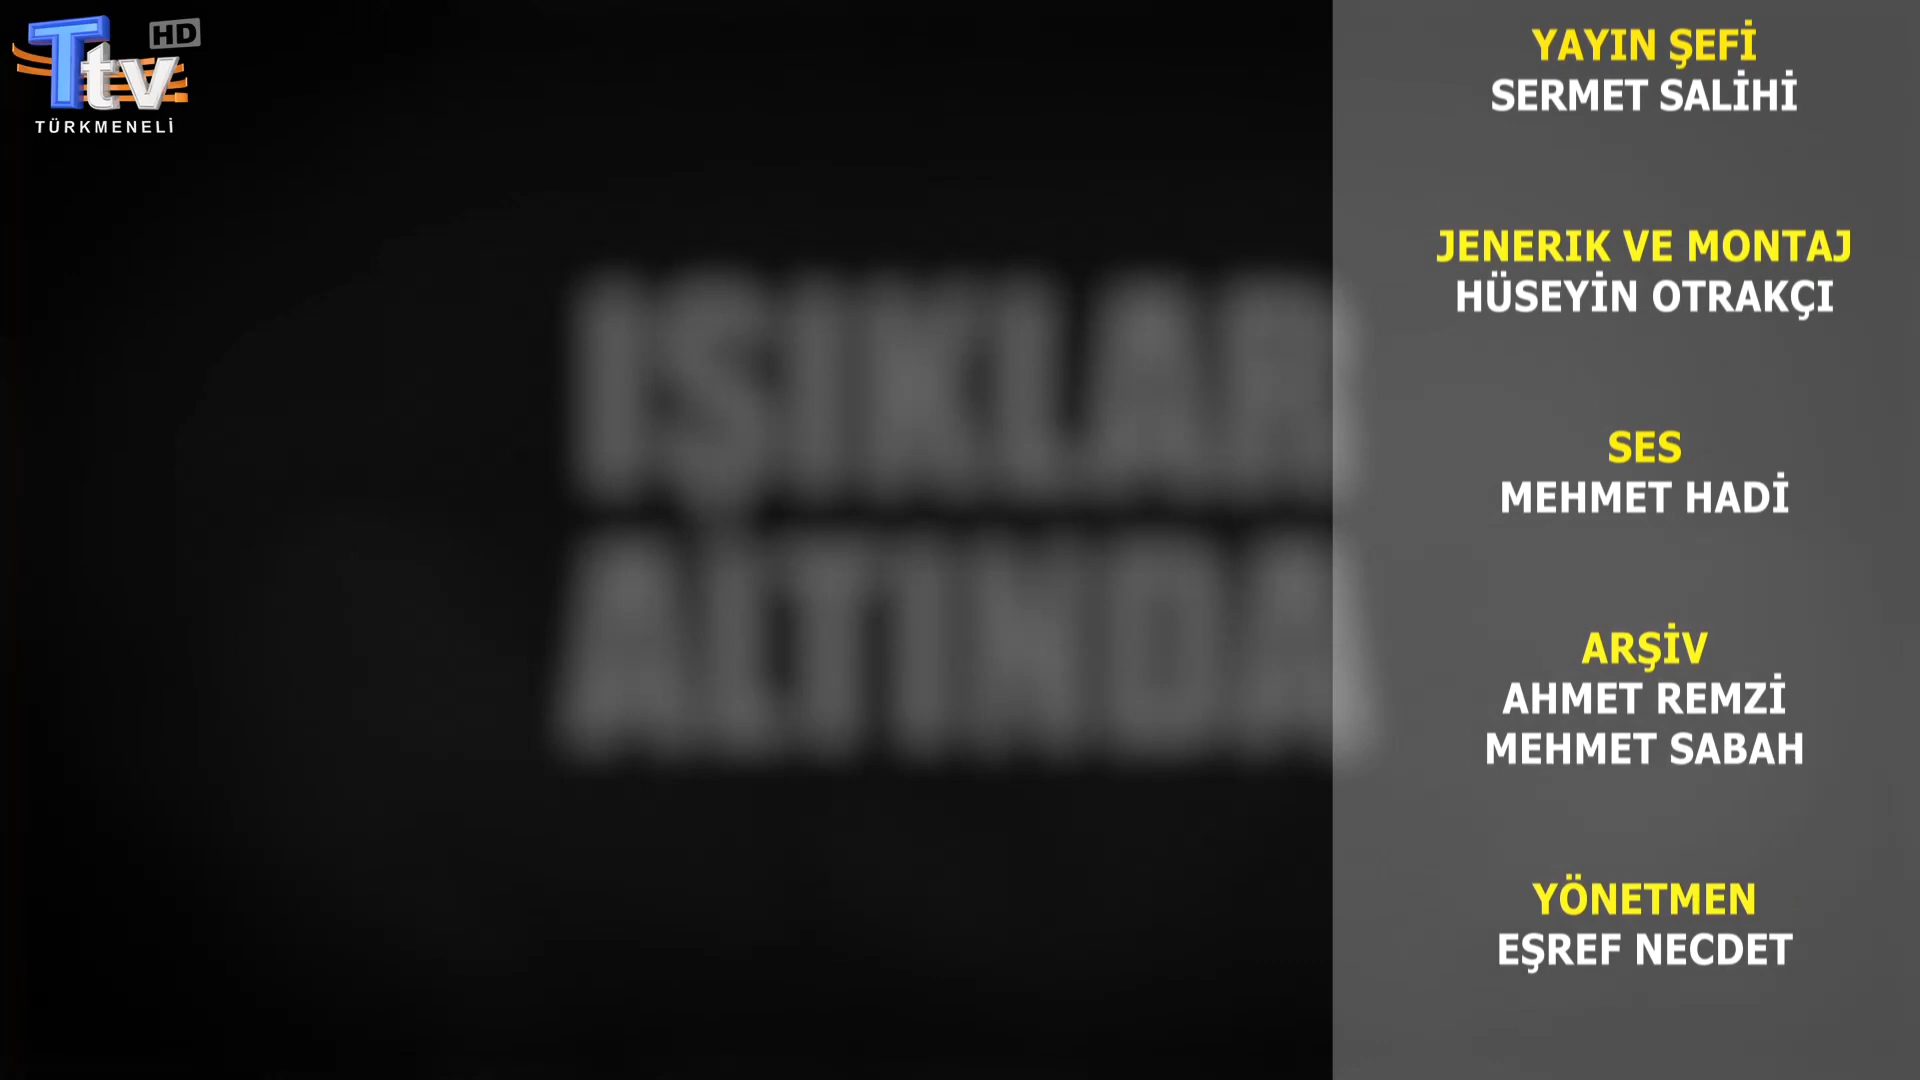 Ttv HD
TÜRKMENELİ
IŞIKLAR
ALTINDA
YAYIN ŞEFİ
SERMET SALİHİ
JENERIK VE MONTAJ
HÜSEYİN OTRAKÇI
SES
MEHMET HADİ
ARŞİV
AHMET REMZİ
MEHMET SABAH
YÖNETMEN
EŞREF NECDET